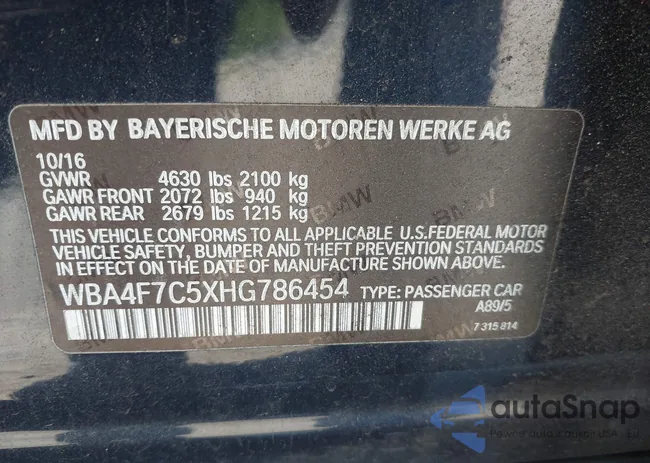 MFD BY BAYERISCHE MOTOREN WERKE AG
10/16
GVWR 4630 lbs 2100 kg
GAWR FRONT 2072 lbs 940 kg
GAWR REAR 2679 lbs 1215 kg
THIS VEHICLE CONFORMS TO ALL APPLICABLE U.S.FEDERAL MOTOR
VEHICLE SAFETY, BUMPER AND THEFT PREVENTION STANDARDS
IN EFFECT ON THE DATE OF MANUFACTURE SHOWN ABOVE.
WBA4F7C5XHG786454 TYPE: PASSENGER CAR
A89/5
7 315 814
autaSnap